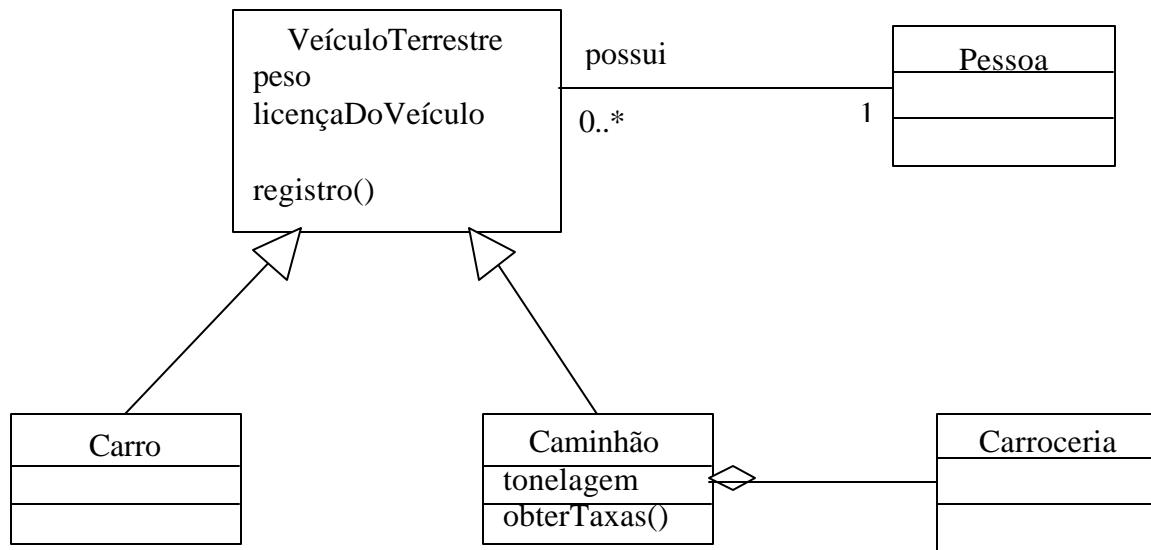 VeículoTerrestre
peso
licençaDoVeículo
registro()
possui
0..*
1
Pessoa
Carro
Caminhão
tonelagem
obterTaxas()
Carroceria